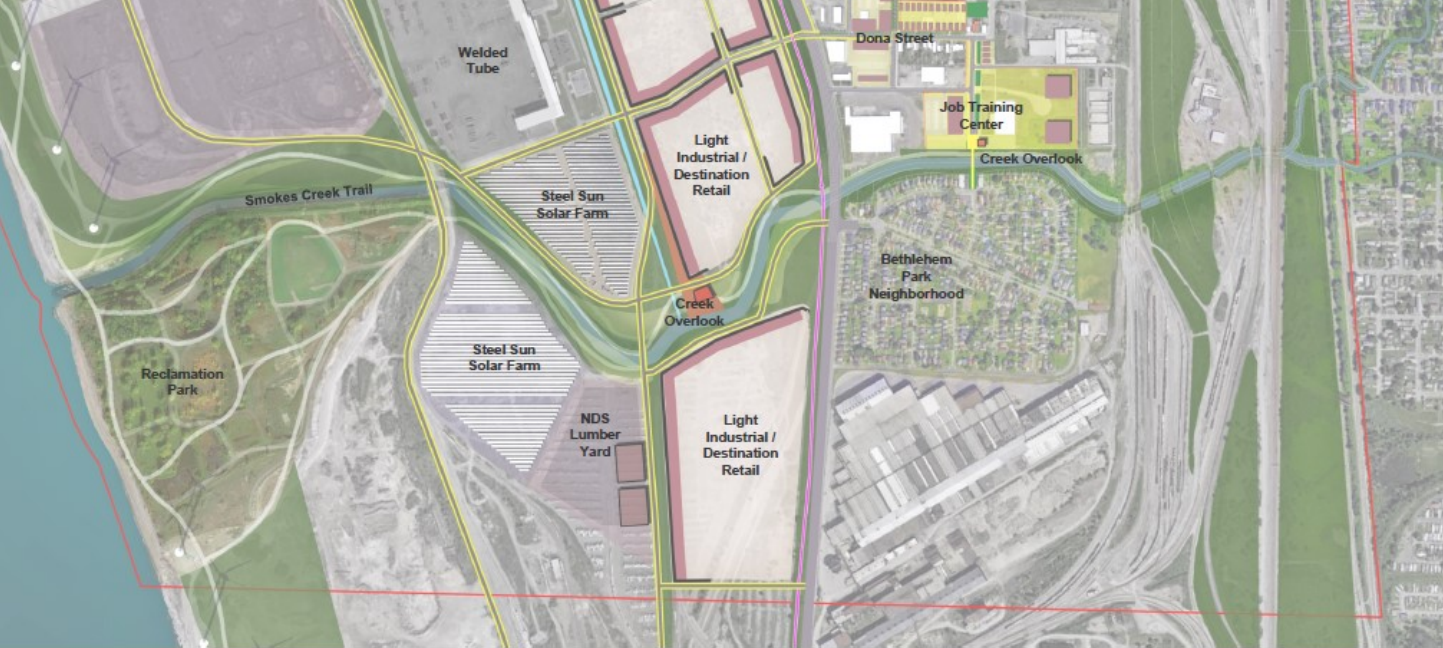 Dona Street
Welded
Tube
Job Training
Center
Light
Industrial /
Destination
Retail
Creek Overlook
Smokes Creek Trail
Steel Sun
Solar Farm
Bethlehem
Park
Neighborhood
Creek
Overlook
Steel Sun
Solar Farm
Reclamation
Park
NDS
Lumber
Yard
Light
Industrial /
Destination
Retail